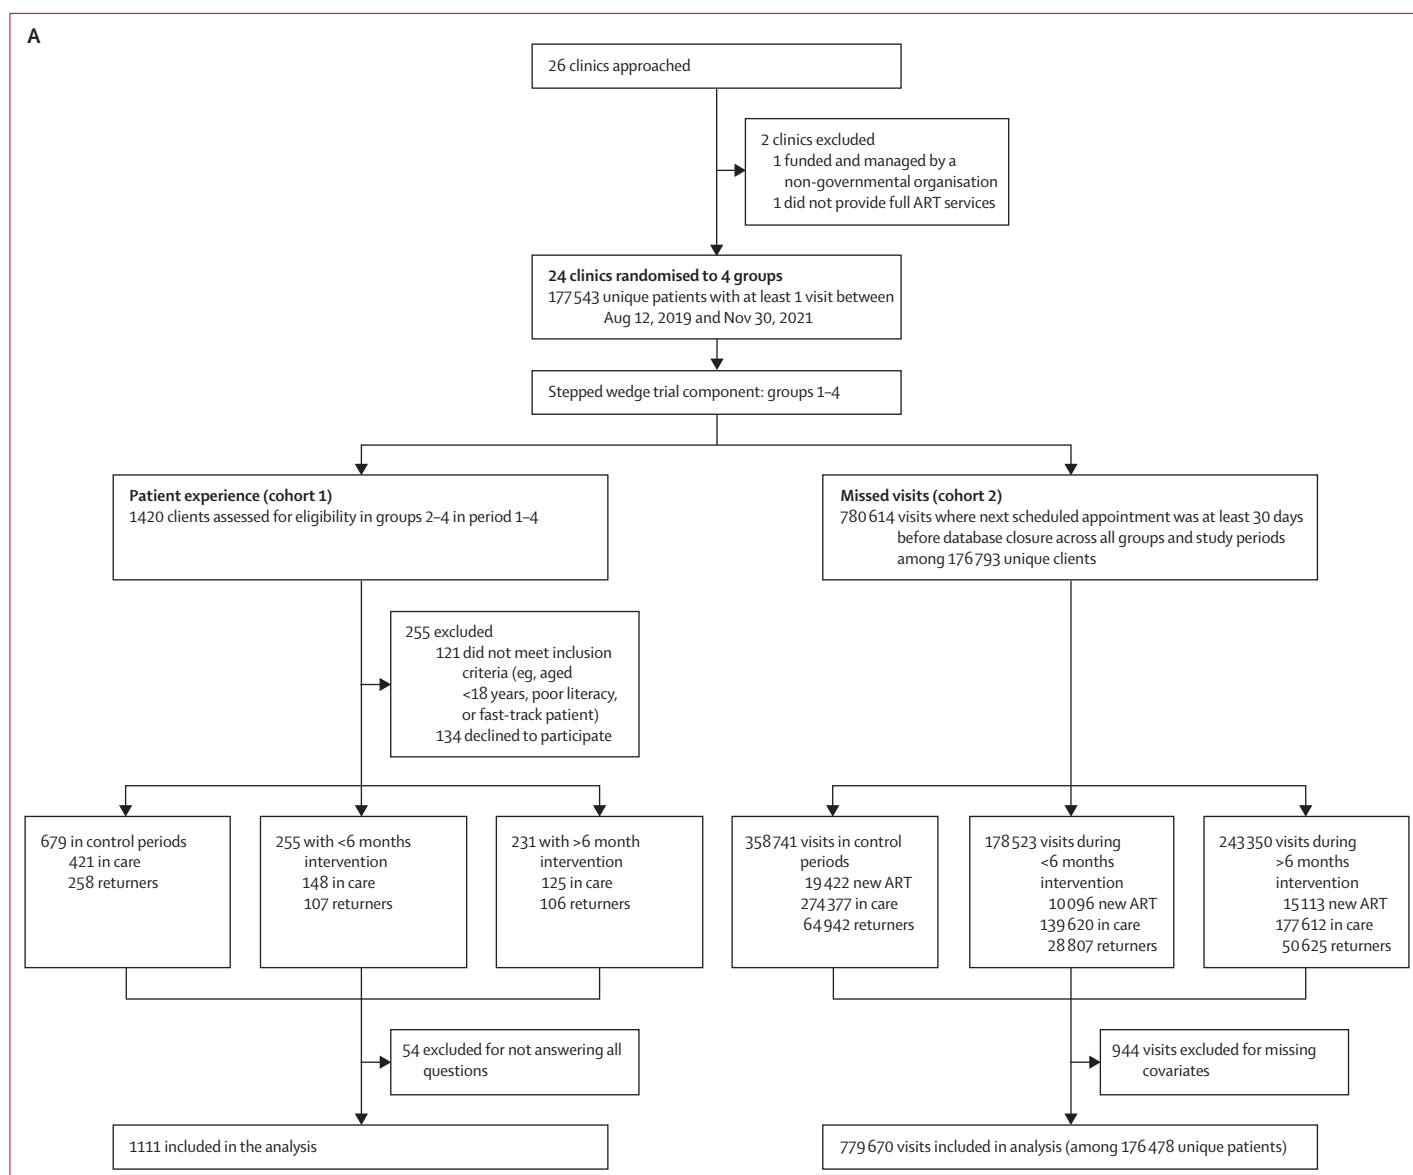 A
26 clinics approached
2 clinics excluded
1 funded and managed by a
non-governmental organisation
1 did not provide full ART services
24 clinics randomised to 4 groups
177 543 unique patients with at least 1 visit between
Aug 12, 2019 and Nov 30, 2021
Stepped wedge trial component: groups 1–4
Patient experience (cohort 1)
1420 clients assessed for eligibility in groups 2–4 in period 1–4
Missed visits (cohort 2)
780 614 visits where next scheduled appointment was at least 30 days
before database closure across all groups and study periods
among 176 793 unique clients
255 excluded
121 did not meet inclusion
criteria (eg, aged
<18 years, poor literacy,
or fast-track patient)
134 declined to participate
679 in control periods
421 in care
258 returners
255 with <6 months
intervention
148 in care
107 returners
231 with >6 month
intervention
125 in care
106 returners
358 741 visits in control
periods
19 422 new ART
274 377 in care
64 942 returners
178 523 visits during
<6 months
intervention
10 096 new ART
139 620 in care
28 807 returners
243 350 visits during
>6 months
intervention
15 113 new ART
177 612 in care
50 625 returners
54 excluded for not answering all
questions
944 visits excluded for missing
covariates
1111 included in the analysis
779 670 visits included in analysis (among 176 478 unique patients)